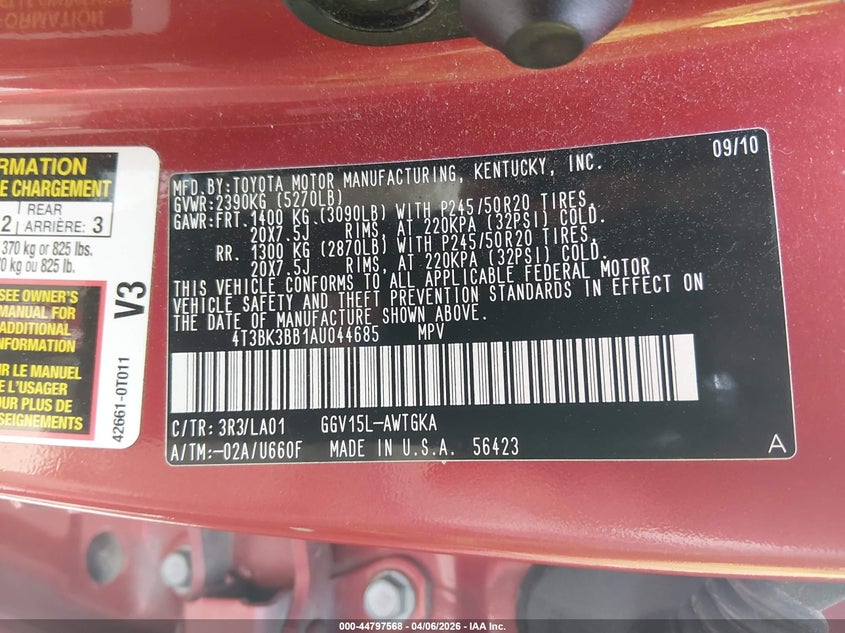 FORMATION
ORMATION
E CHARGEMENT
2 REAR ARRIÈRE: 3
370 kg or 825 lbs.
0 kg ou 825 lb.
SEE OWNER'S
MANUAL FOR
ADDITIONAL
INFORMATION
IR LE MANUEL
E L'USAGER
OUR PLUS DE
SEIGNEMENTS
V3
42661-0T011
09/10
MFD.BY:TOYOTA MOTOR MANUFACTURING, KENTUCKY, INC.
GVWR:2390KG (5270LB)
GAWR:FRT.1400 KG (3090LB) WITH P245/50R20 TIRES,
20X7.5J RIMS, AT 220KPA (32PSI) COLD.
RR. 1300 KG (2870LB) WITH P245/50R20 TIRES,
20X7.5J RIMS, AT 220KPA (32PSI) COLD.
THIS VEHICLE CONFORMS TO ALL APPLICABLE FEDERAL MOTOR
VEHICLE SAFETY AND THEFT PREVENTION STANDARDS IN EFFECT ON
THE DATE OF MANUFACTURE SHOWN ABOVE.
4T3BK3BB1AU044685 MPV
C/TR: 3R3/LA01 GGV15L-AWTGKA
A/TM:-02A/U660F MADE IN U.S.A. 56423
A
000-44797568 - 04/06/2026 - IAA Inc.